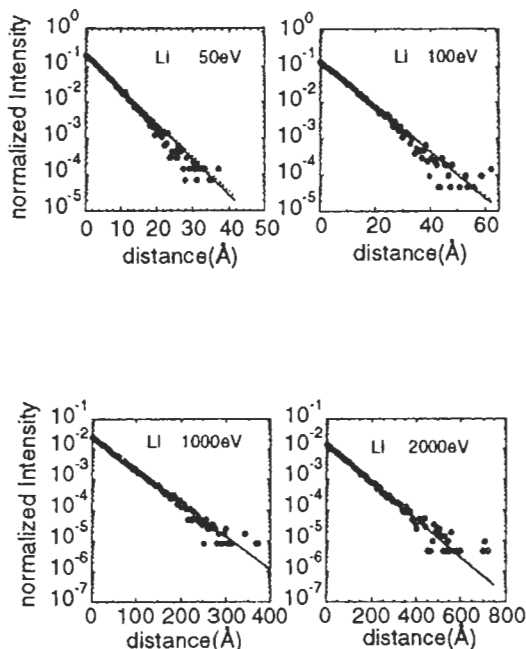 normalized Intensity
10⁰
10⁻¹
10⁻²
10⁻³
10⁻⁴
10⁻⁵
Li 50eV
0 10 20 30 40 50
distance(Å)
10⁰
10⁻¹
10⁻²
10⁻³
10⁻⁴
10⁻⁵
Li 100eV
0 20 40 60
distance(Å)
normalized Intensity
10⁻¹
10⁻²
10⁻³
10⁻⁴
10⁻⁵
10⁻⁶
10⁻⁷
Li 1000eV
0 100 200 300 400
distance(Å)
10⁻¹
10⁻²
10⁻³
10⁻⁴
10⁻⁵
10⁻⁶
10⁻⁷
Li 2000eV
0 200 400 600 800
distance(Å)